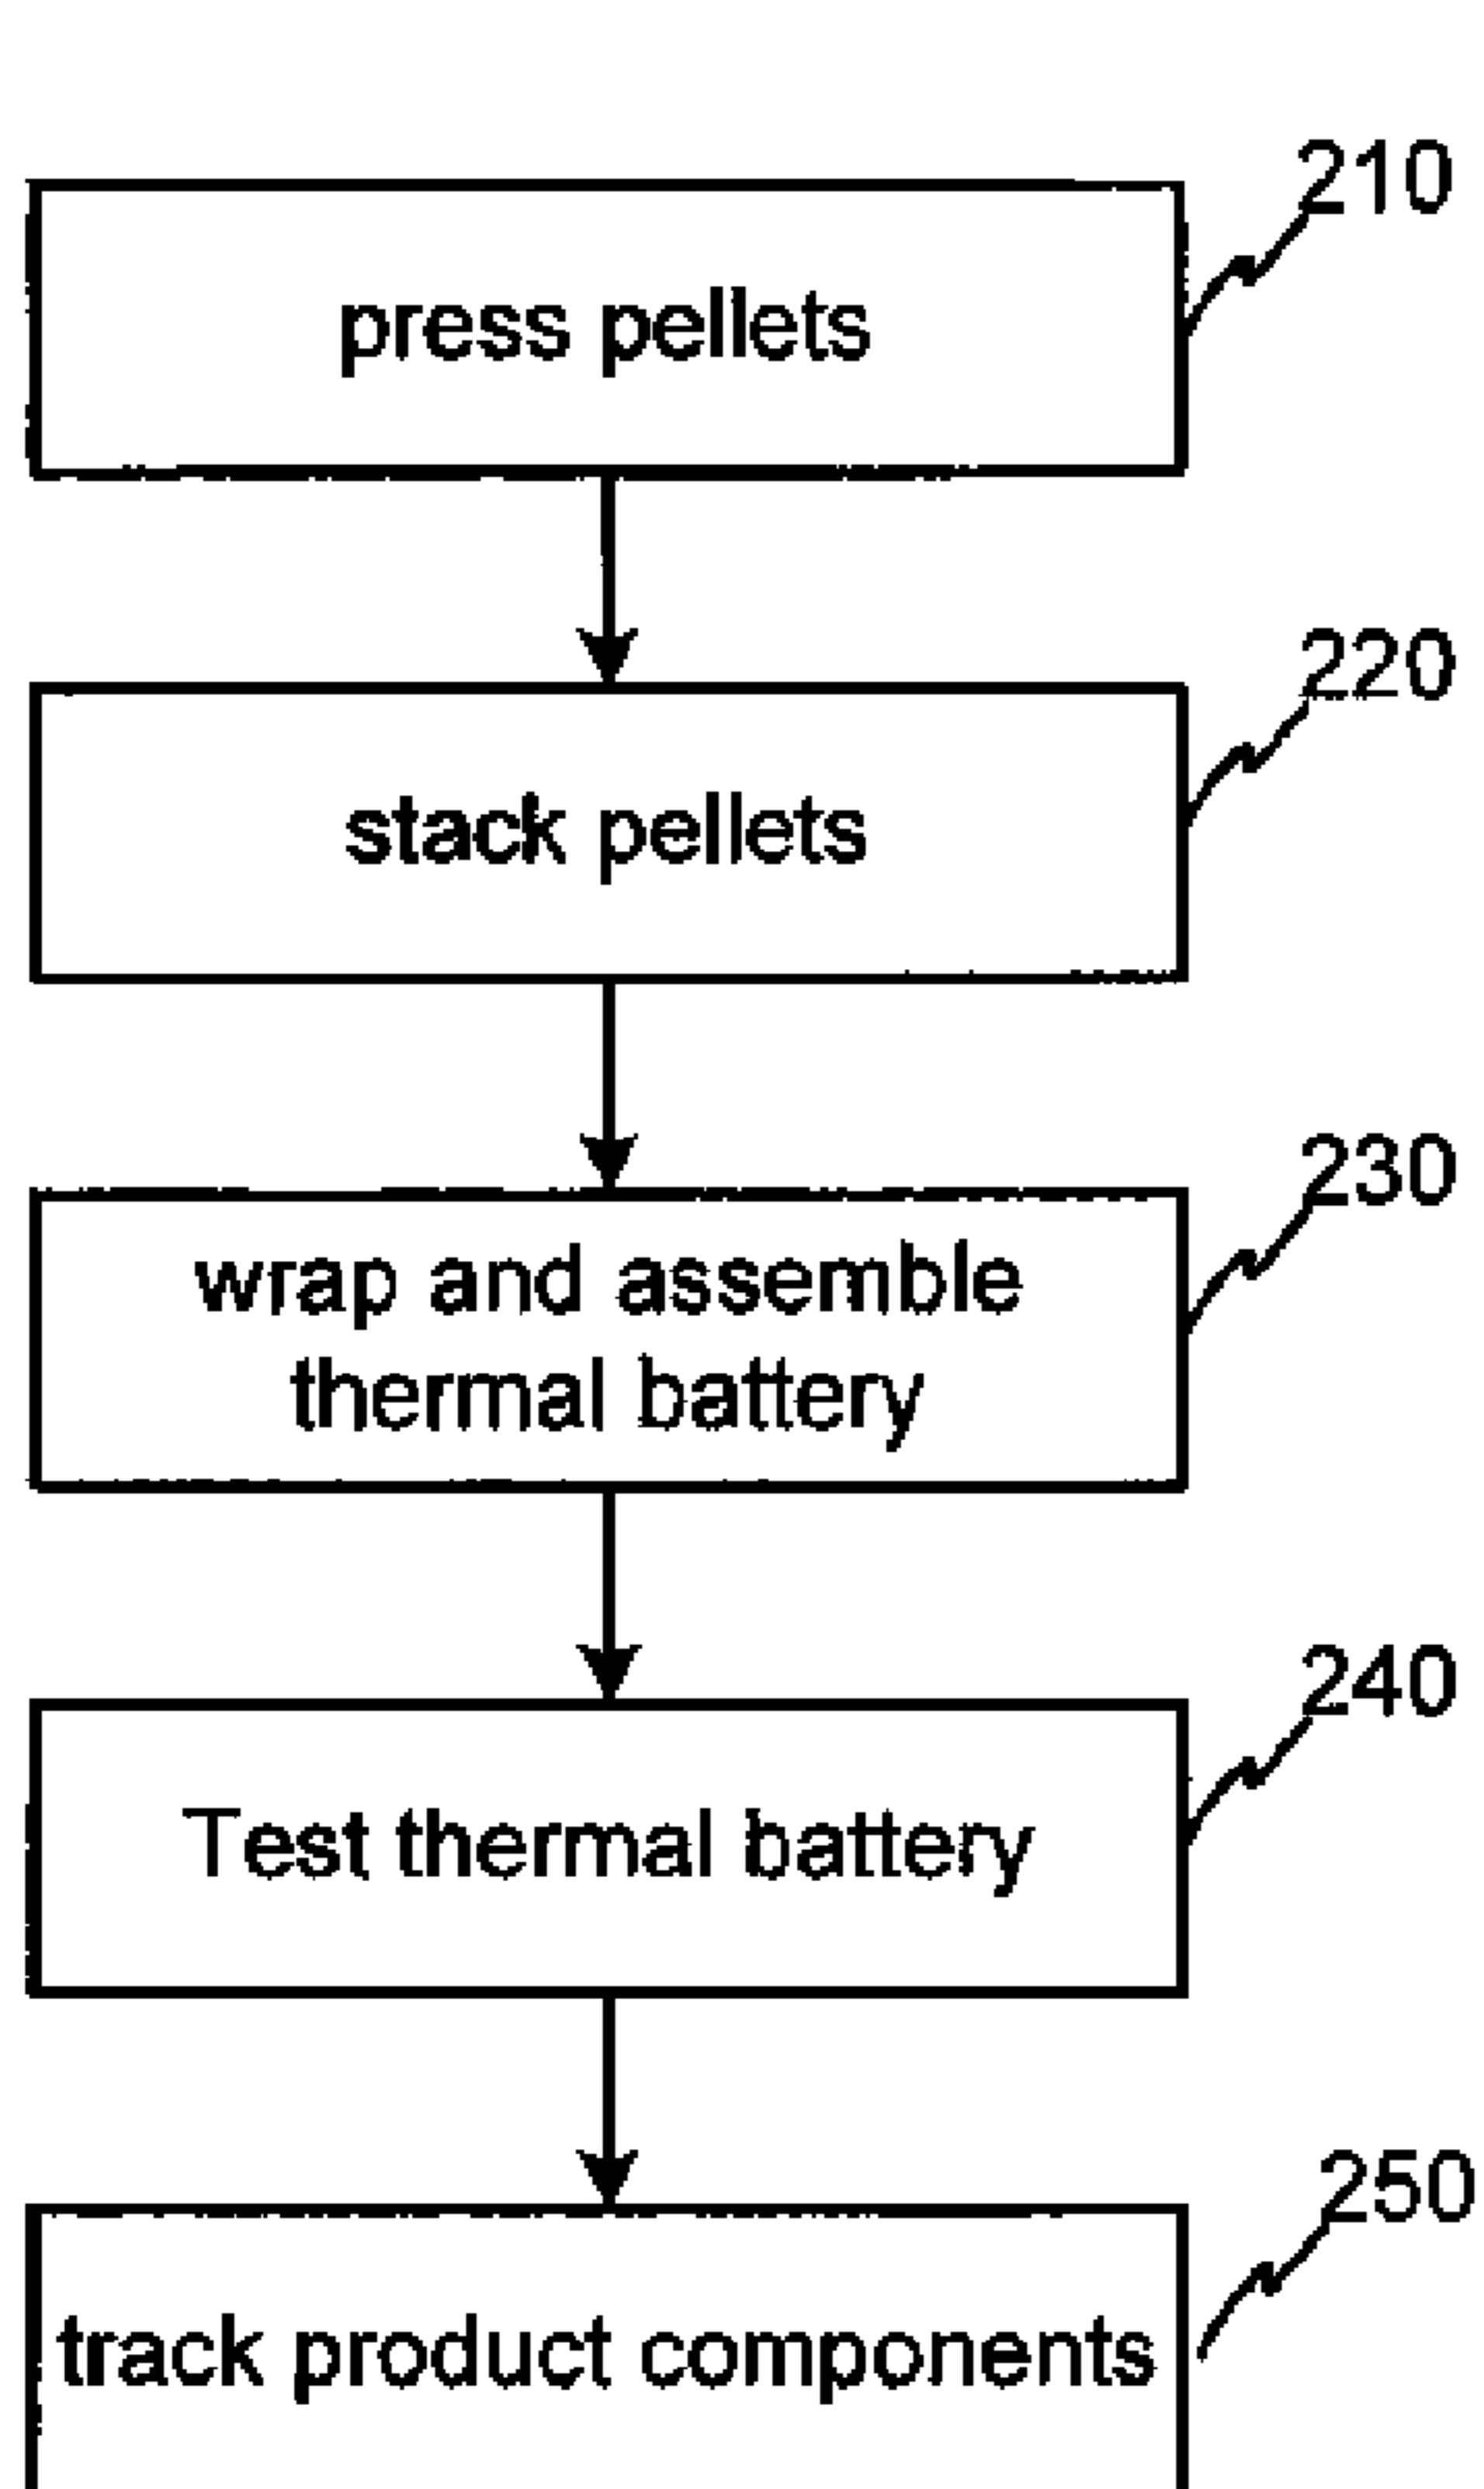 210
press pellets
220
stack pellets
230
wrap and assemble
thermal battery
240
Test thermal battery
250
track product components